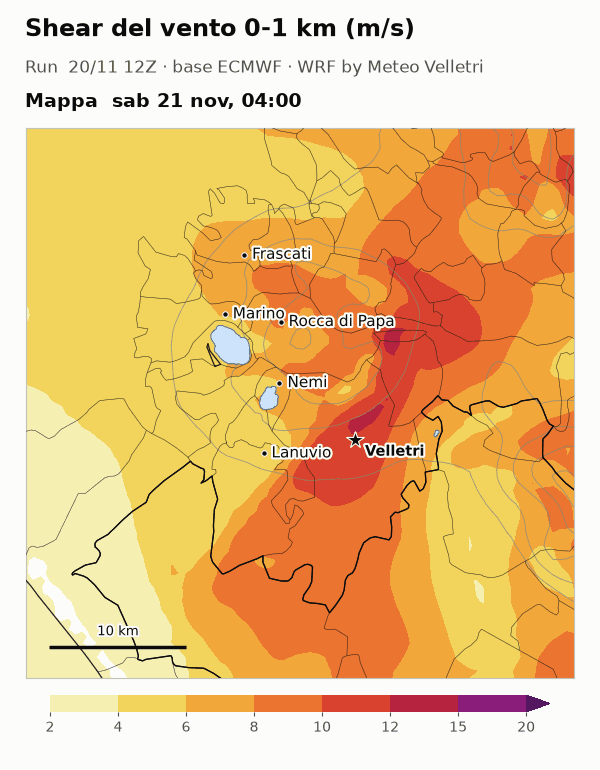 Shear del vento 0-1 km (m/s)
Run  20/11 12Z · base ECMWF · WRF by Meteo Velletri
Mappa  sab 21 nov, 04:00
Frascati
Marino
Rocca di Papa
Nemi
Velletri
Lanuvio
10 km
2 4 6 8 10 12 15 20